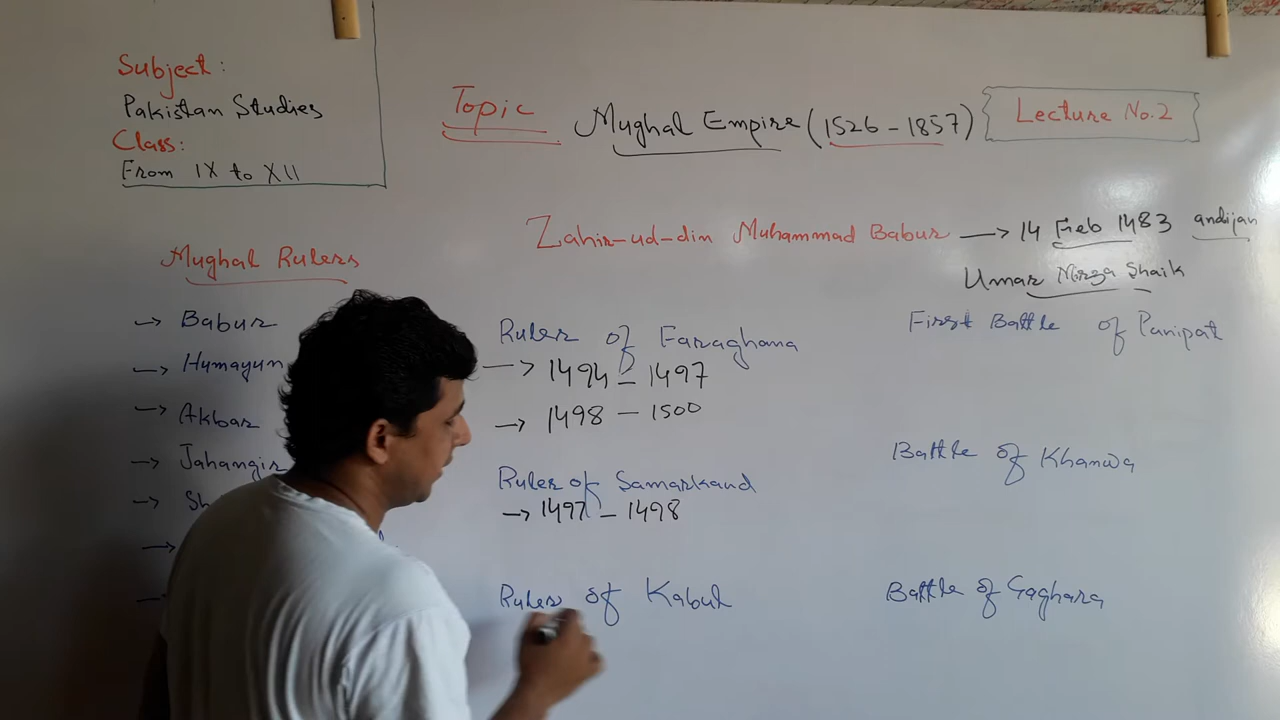 Subject:
Pakistan Studies
Class:
From IX to XII
Topic
Mughal Empire (1526 - 1857)
Lecture No.2
Zahir-ud-din Muhammad Babur → 14 Feb 1483 andijan
Umar Mirza Shaik
Mughal Rulers
→ Babur
→ Humayun
→ Akbar
→ Jahangir
→ Sh
→
Ruler of Faraghana
→ 1494 - 1497
→ 1498 - 1500
Ruler of Samarkand
→ 1497 - 1498
Ruler of Kabul
First Battle of Panipat
Battle of Khanwa
Battle of Gaghara